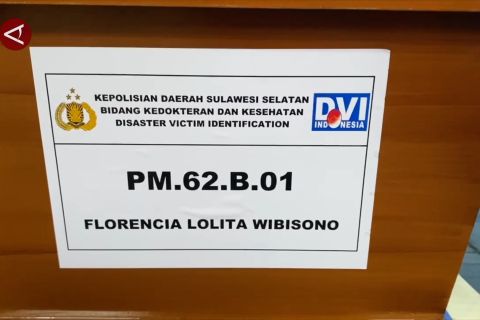 KEPOLISIAN DAERAH SULAWESI SELATAN
BIDANG KEDOKTERAN DAN KESEHATAN
DISASTER VICTIM IDENTIFICATION
DVI
INDONESIA
PM.62.B.01
FLORENCIA LOLITA WIBISONO